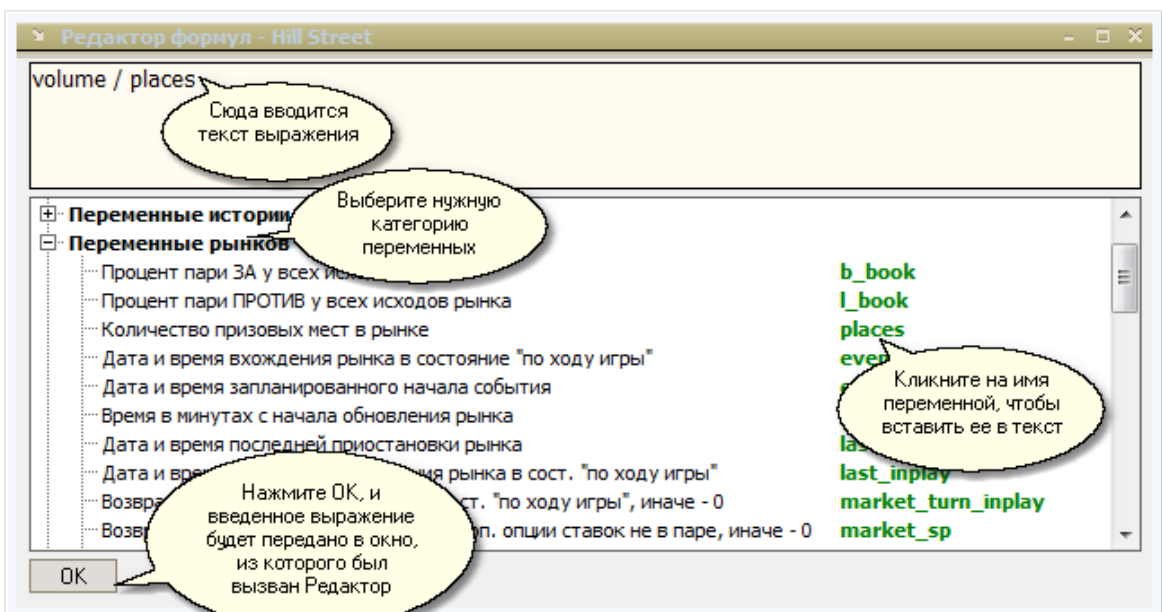 Редактор формул - Hill Street
volume / places
Сюда вводится
текст выражения
Выберите нужную
категорию
переменных
Переменные истории
Переменные рынков
Процент пари ЗА у всех b_book
Процент пари ПРОТИВ у всех исходов рынка l_book
Количество призовых мест в рынке places
Дата и время вхождения рынка в состояние "по ходу игры"
Дата и время запланированного начала события
Кликните на имя
переменной, чтобы
вставить ее в текст
Время в минутах с начала обновления рынка
Дата и время последней приостановки рынка
Дата и рынка в сост. "по ходу игры" last_inplay
"по ходу игры", иначе - 0 market_turn_inplay
опции ставок не в паре, иначе - 0 market_sp
Нажмите ОК, и
введенное выражение
будет передано в окно,
из которого был
вызван Редактор
OK